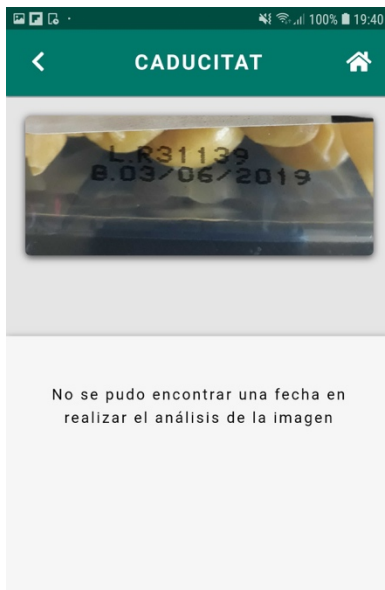 100% 19:40
CADUCITAT
L.R31139
B.03/06/2019
No se pudo encontrar una fecha en
realizar el análisis de la imagen